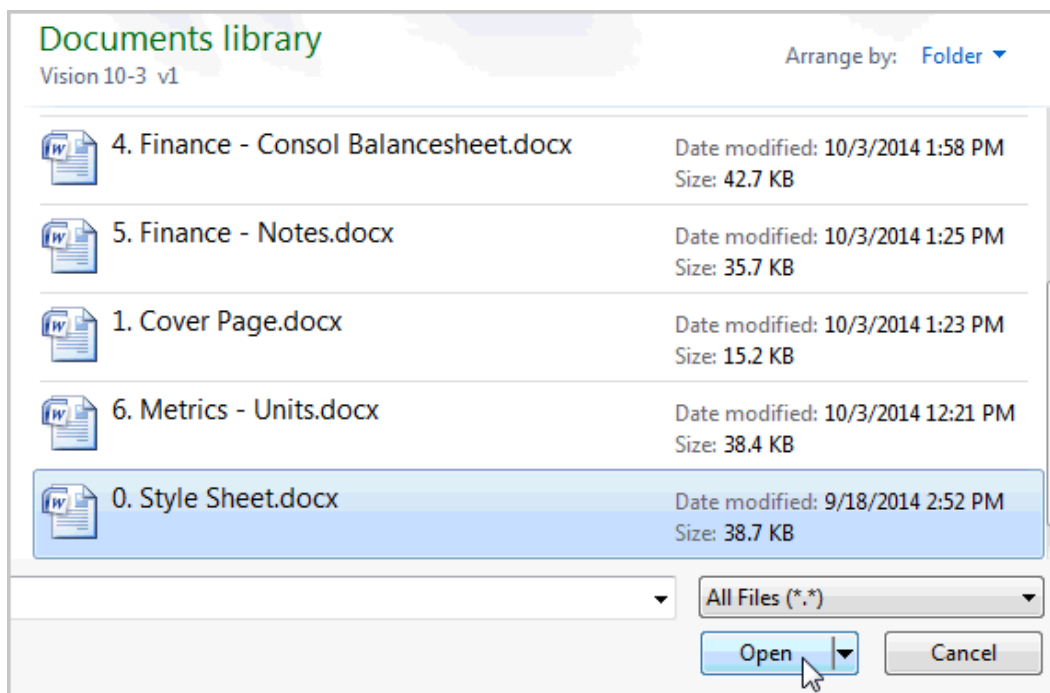 Documents library
Vision 10-3 v1
Arrange by: Folder
4. Finance - Consol Balancesheet.docx
Date modified: 10/3/2014 1:58 PM
Size: 42.7 KB
5. Finance - Notes.docx
Date modified: 10/3/2014 1:25 PM
Size: 35.7 KB
1. Cover Page.docx
Date modified: 10/3/2014 1:23 PM
Size: 15.2 KB
6. Metrics - Units.docx
Date modified: 10/3/2014 12:21 PM
Size: 38.4 KB
0. Style Sheet.docx
Date modified: 9/18/2014 2:52 PM
Size: 38.7 KB
All Files (*.*)
Open
Cancel